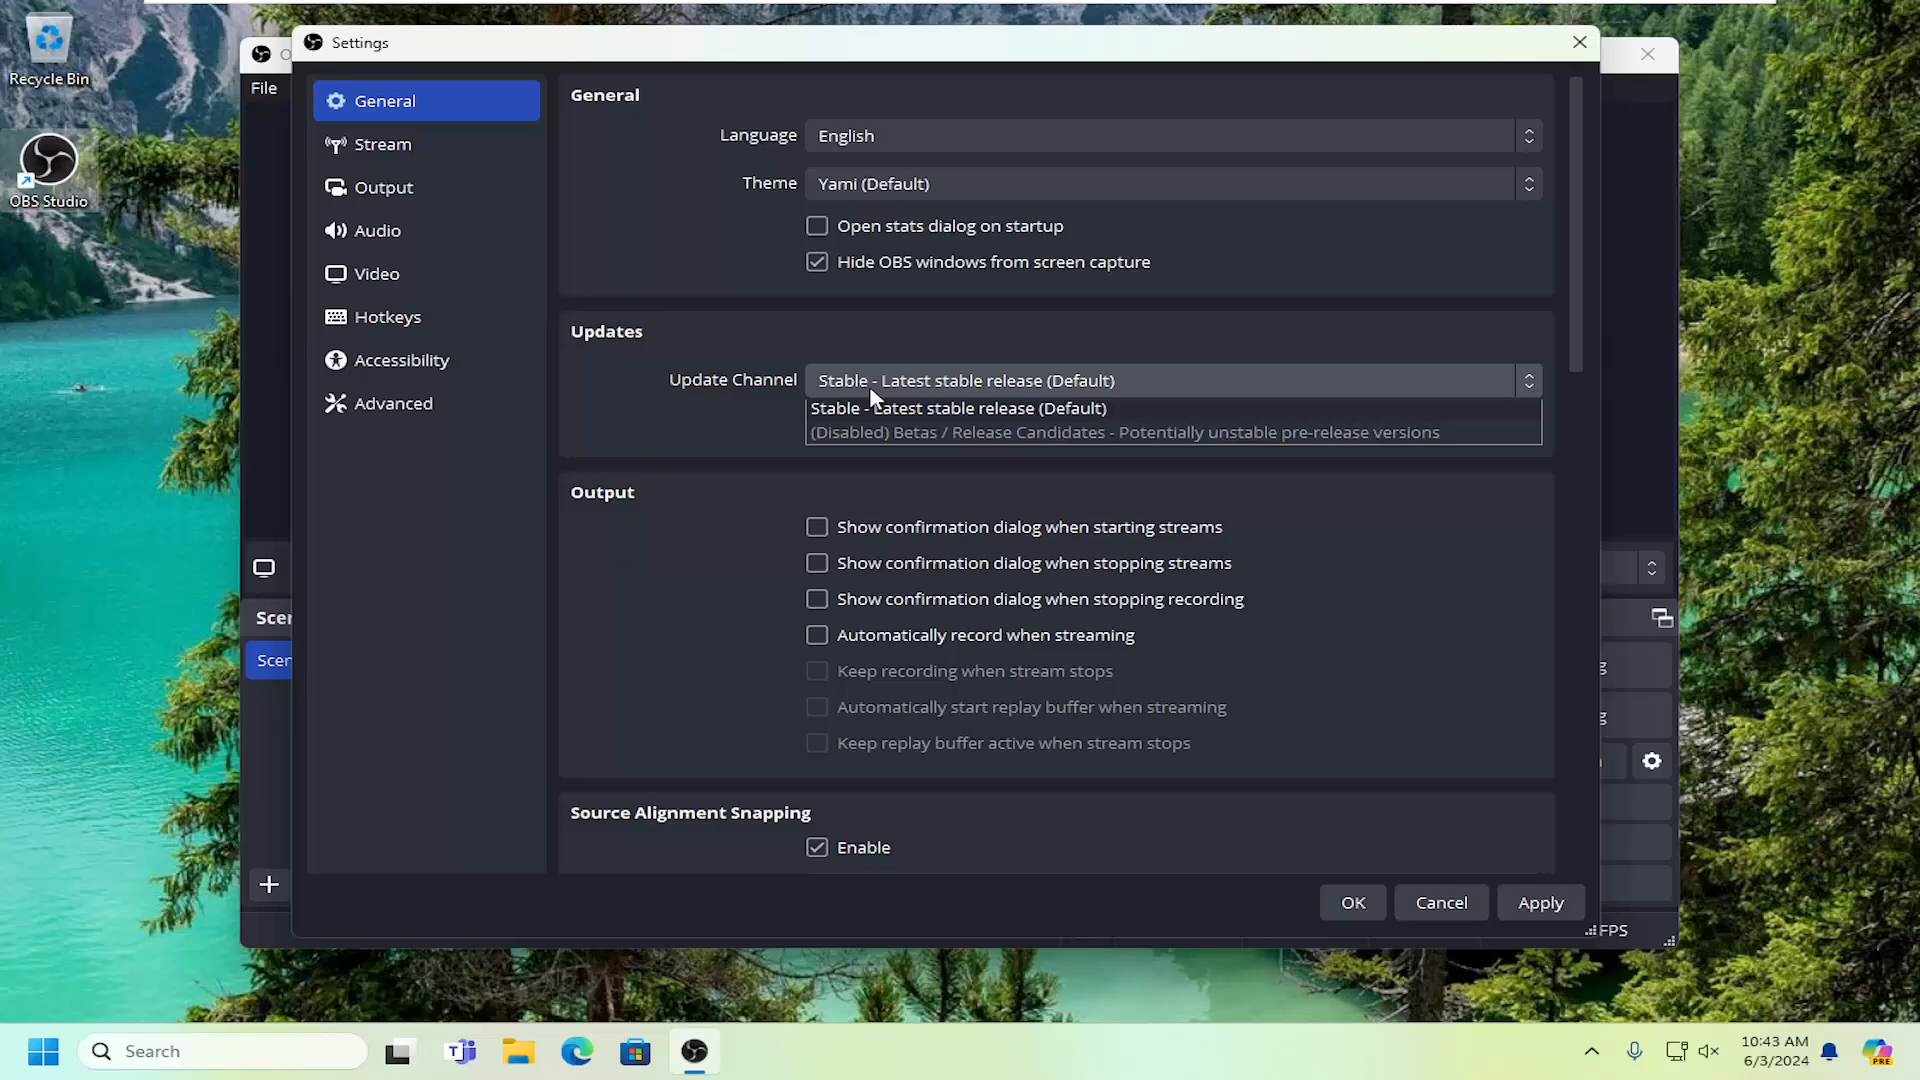 Recycle Bin
OBS Studio
Settings
File
General
Stream
Output
Audio
Video
Hotkeys
Accessibility
Advanced
General
Language English
Theme Yami (Default)
Open stats dialog on startup
Hide OBS windows from screen capture
Updates
Update Channel Stable - Latest stable release (Default)
Stable - Latest stable release (Default)
(Disabled) Betas / Release Candidates - Potentially unstable pre-release versions
Output
Show confirmation dialog when starting streams
Show confirmation dialog when stopping streams
Show confirmation dialog when stopping recording
Automatically record when streaming
Keep recording when stream stops
Automatically start replay buffer when streaming
Keep replay buffer active when stream stops
Source Alignment Snapping
Enable
OK Cancel Apply
Scen
Scen
FPS
Search
10:43 AM
6/3/2024
PRE